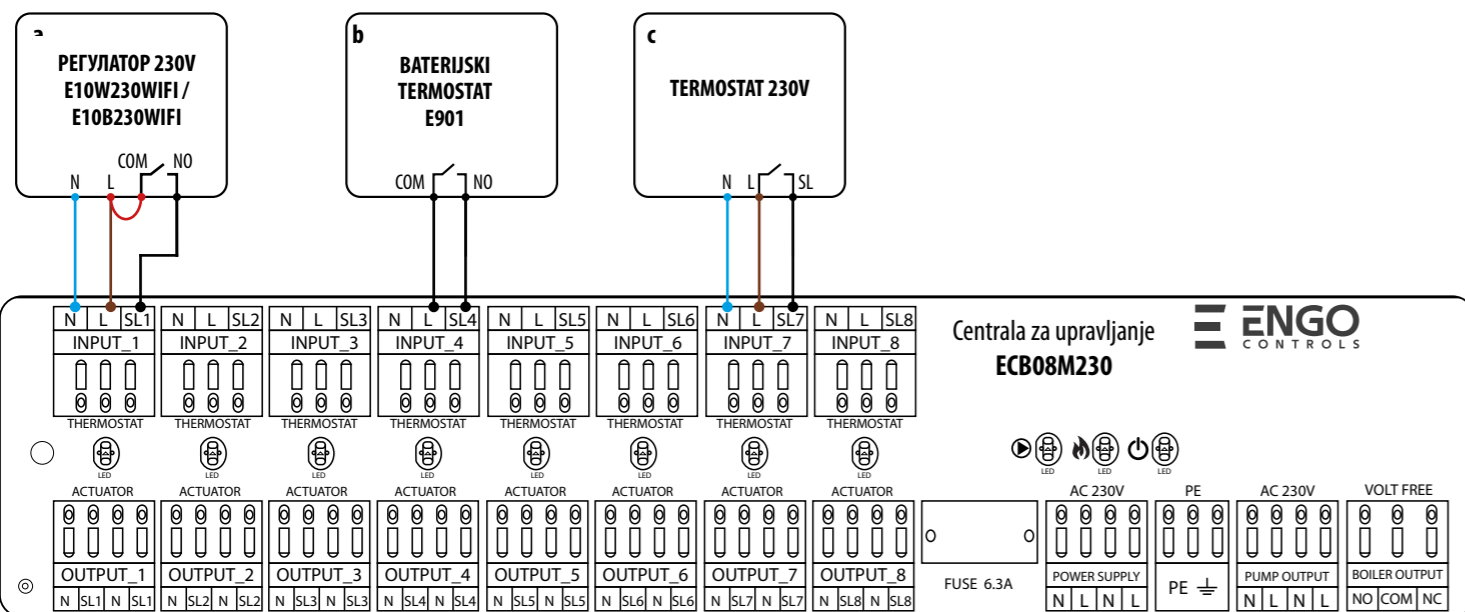 a
РЕГУЛАТОР 230V
E10W230WIFI /
E10B230WIFI
COM NO
N L
b
BATERIJSKI
TERMOSTAT
E901
COM NO
c
TERMOSTAT 230V
N L SL
N L SL1 N L SL2 N L SL3 N L SL4 N L SL5 N L SL6 N L SL7 N L SL8
INPUT_1 INPUT_2 INPUT_3 INPUT_4 INPUT_5 INPUT_6 INPUT_7 INPUT_8
THERMOSTAT THERMOSTAT THERMOSTAT THERMOSTAT THERMOSTAT THERMOSTAT THERMOSTAT THERMOSTAT
LED LED LED LED LED LED LED LED
Centrala za upravljanje
ECB08M230
ENGO
CONTROLS
LED LED LED
ACTUATOR ACTUATOR ACTUATOR ACTUATOR ACTUATOR ACTUATOR ACTUATOR ACTUATOR
OUTPUT_1 OUTPUT_2 OUTPUT_3 OUTPUT_4 OUTPUT_5 OUTPUT_6 OUTPUT_7 OUTPUT_8
N SL1 N SL1 N SL2 N SL2 N SL3 N SL3 N SL4 N SL4 N SL5 N SL5 N SL6 N SL6 N SL7 N SL7 N SL8 N SL8
FUSE 6.3A
AC 230V
POWER SUPPLY
N L N L
PE
PE
AC 230V
PUMP OUTPUT
N L N L
VOLT FREE
BOILER OUTPUT
NO COM NC